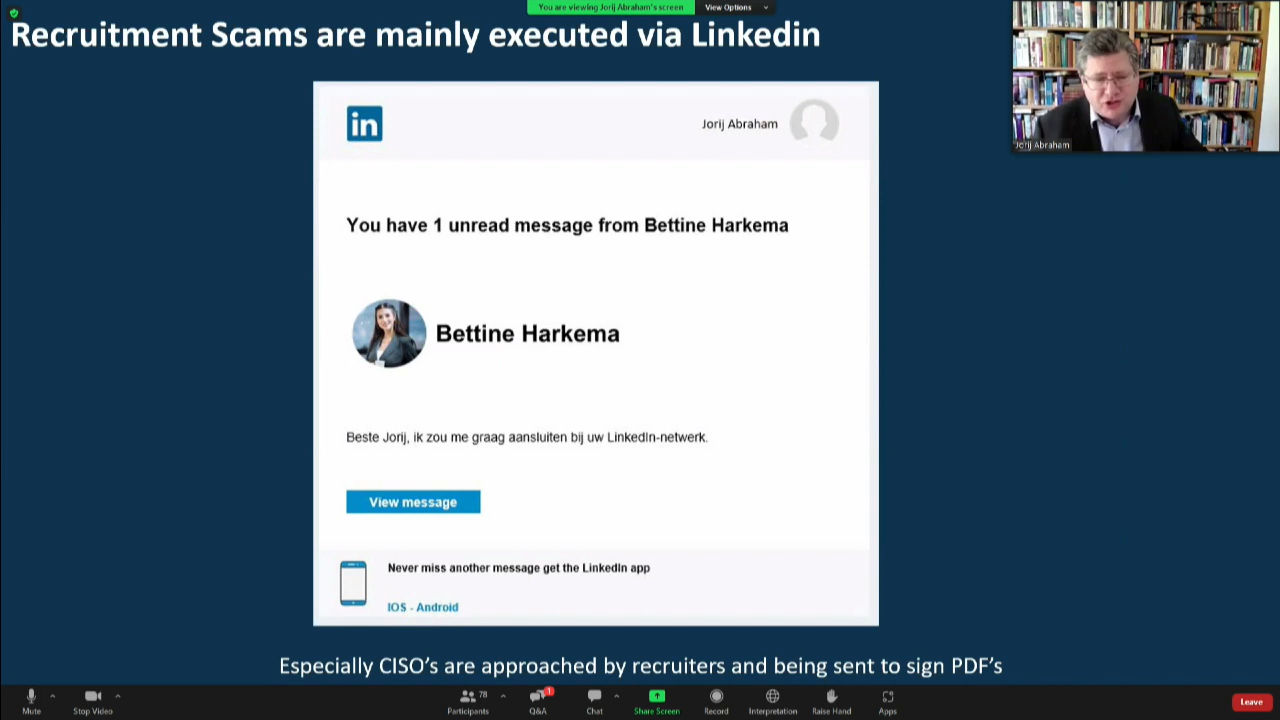 You are viewing Jorij Abraham's screen
View Options
Recruitment Scams are mainly executed via Linkedin
Jorij Abraham
in
Jorij Abraham
You have 1 unread message from Bettine Harkema
Bettine Harkema
Beste Jorij, ik zou me graag aansluiten bij uw LinkedIn-netwerk.
View message
Never miss another message get the LinkedIn app
IOS - Android
Especially CISO's are approached by recruiters and being sent to sign PDF's
78
1
Mute
Stop Video
Participants
Q&A
Chat
Share Screen
Record
Interpretation
Raise Hand
Apps
Leave